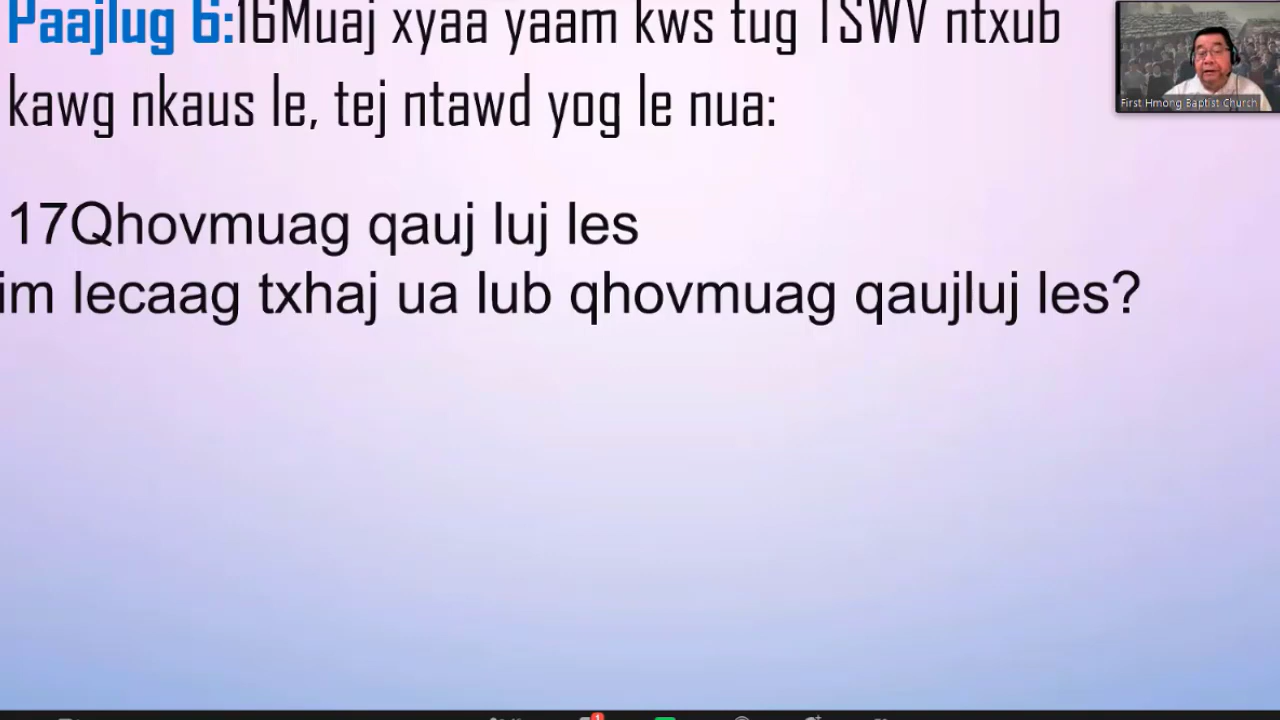 Paajlug 6:16Muaj xyaa yaam kws tug TSWV ntxub
kawg nkaus le, tej ntawd yog le nua:
17Qhovmuag qauj luj les
im lecaag txhaj ua lub qhovmuag qaujluj les?
First Hmong Baptist Church
1